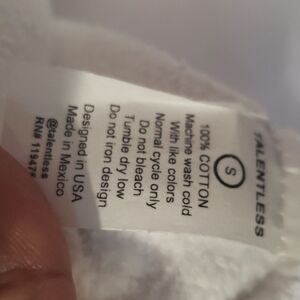 TALENTLESS
S
100% COTTON
Machine wash cold
With like colors
Normal cycle only
Do not bleach
Tumble dry low
Do not iron design
Designed in USA
Made in Mexico
@talentless
RN#